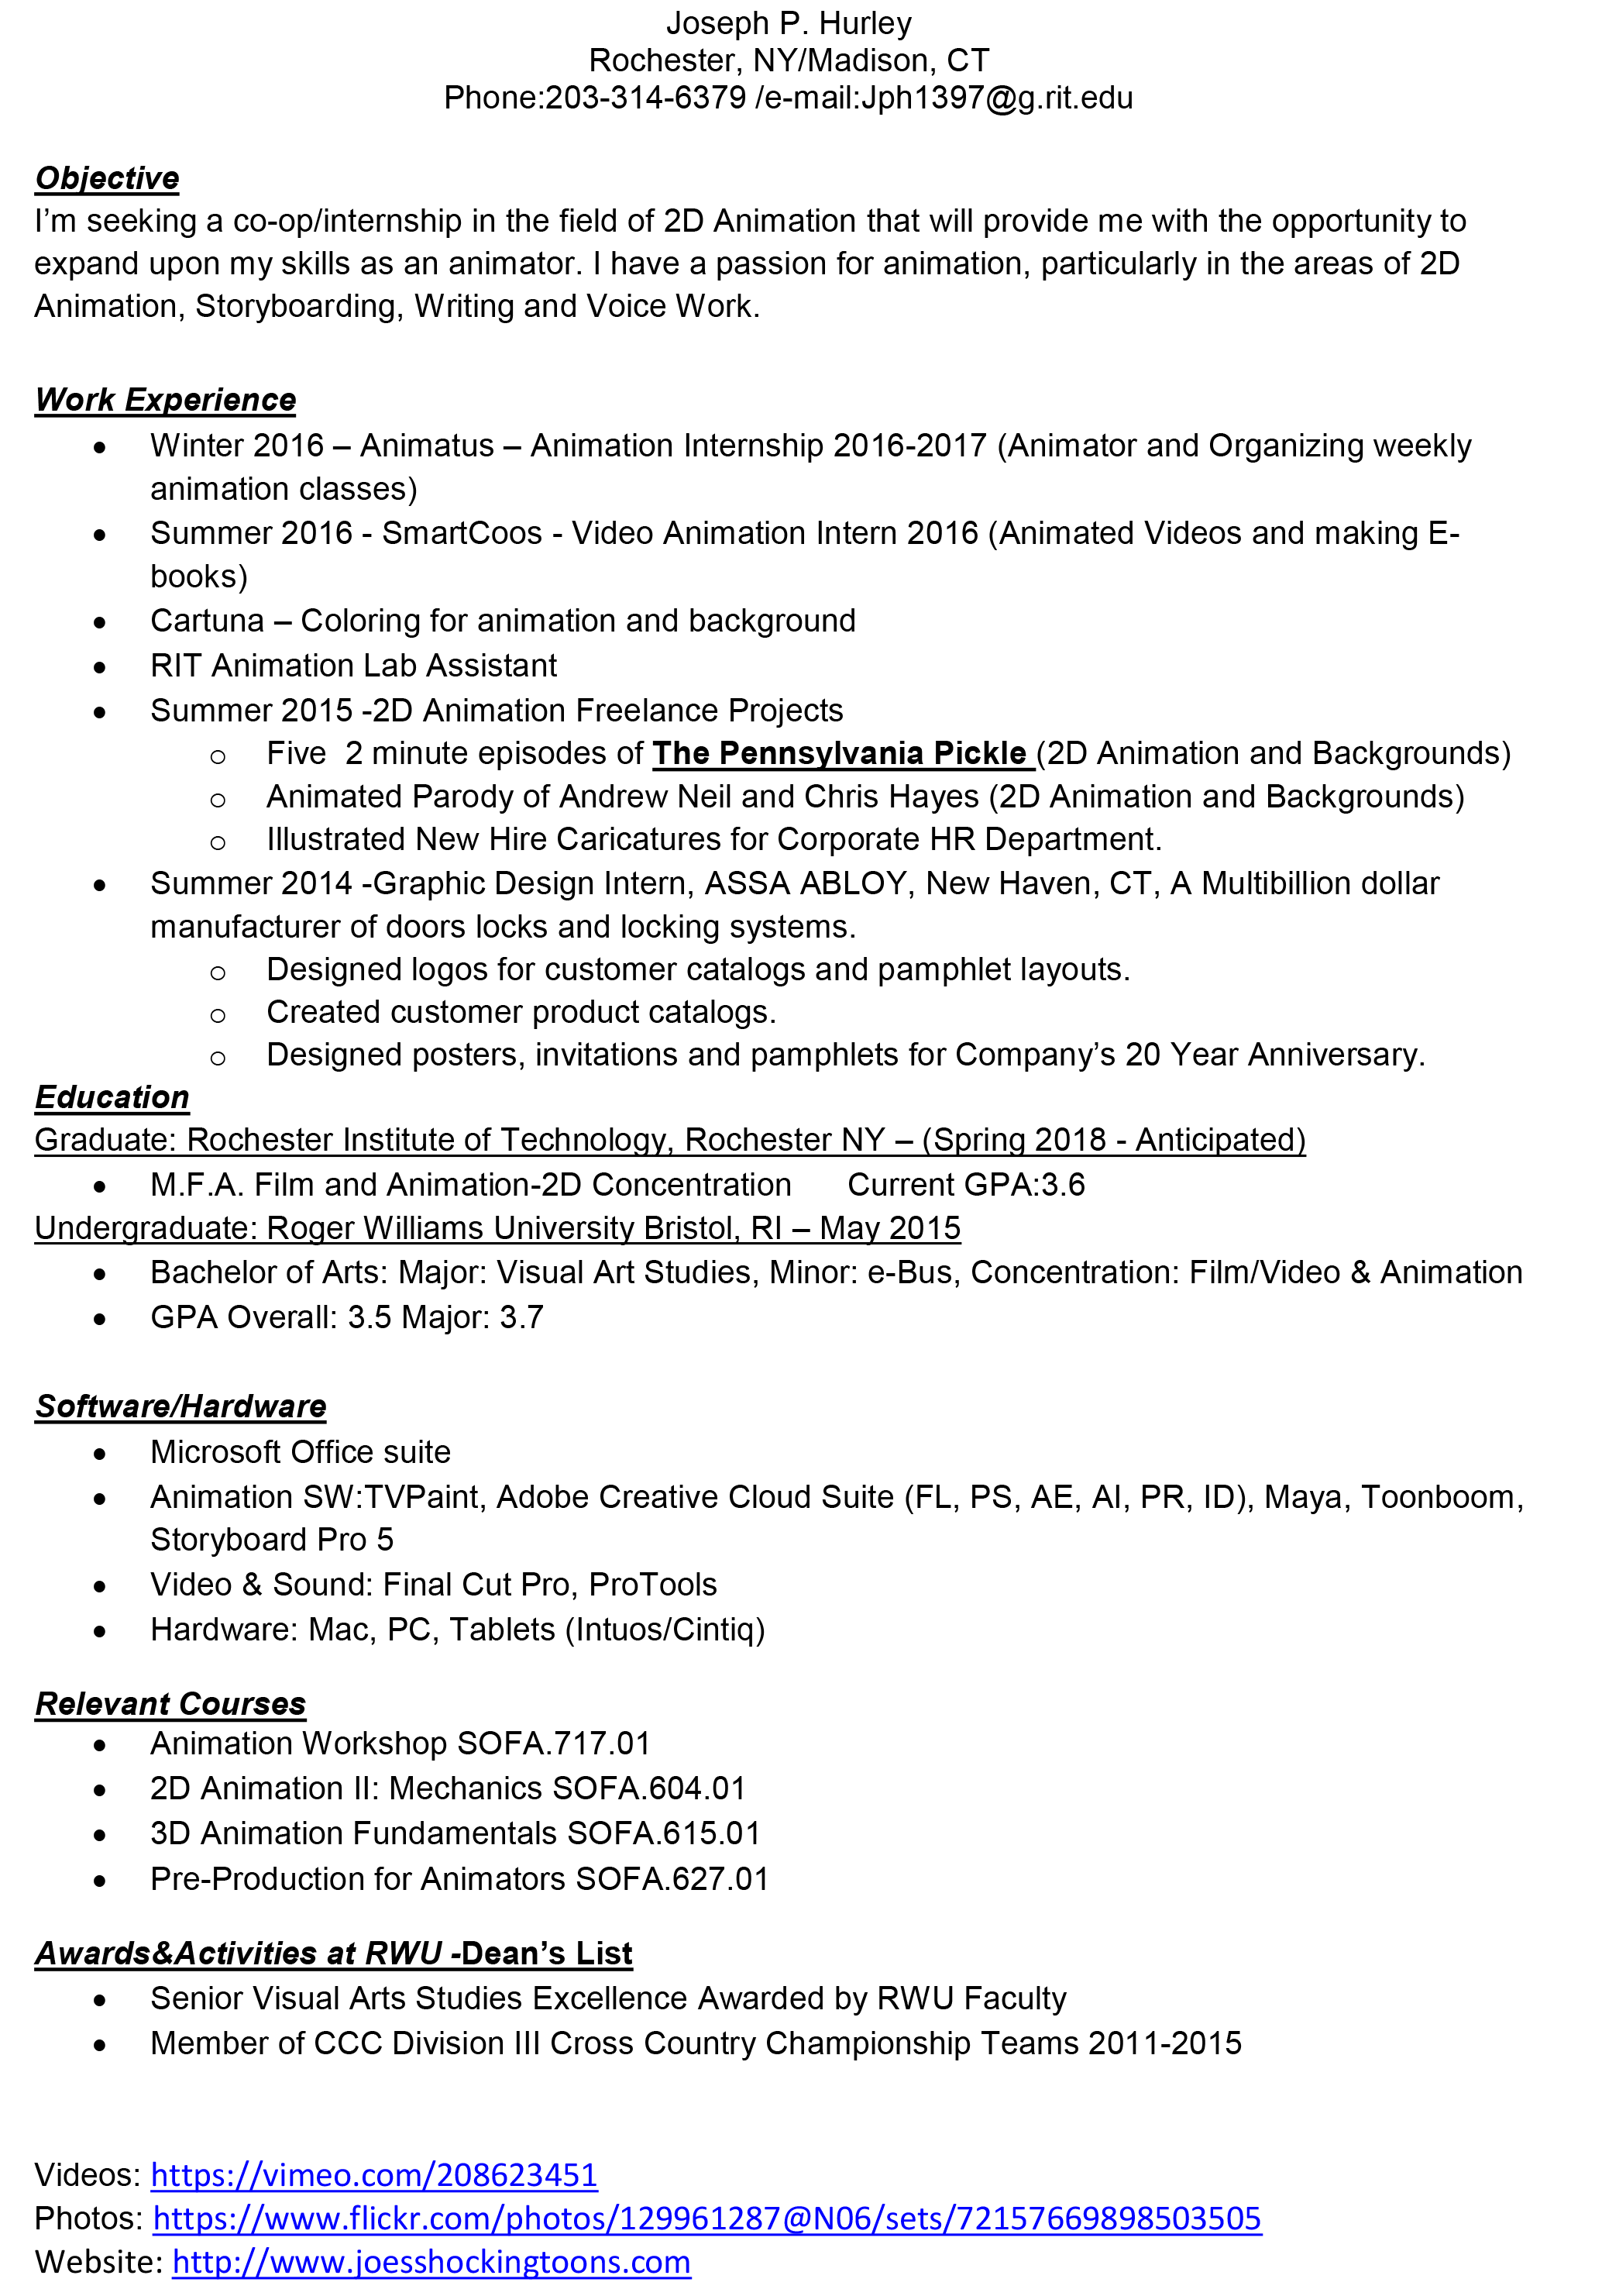 Joseph P. Hurley
Rochester, NY/Madison, CT
Phone:203-314-6379 /e-mail:Jph1397@g.rit.edu
Objective
I’m seeking a co-op/internship in the field of 2D Animation that will provide me with the opportunity to
expand upon my skills as an animator. I have a passion for animation, particularly in the areas of 2D
Animation, Storyboarding, Writing and Voice Work.
Work Experience
• Winter 2016 – Animatus – Animation Internship 2016-2017 (Animator and Organizing weekly
animation classes)
• Summer 2016 - SmartCoos - Video Animation Intern 2016 (Animated Videos and making E-
books)
• Cartuna – Coloring for animation and background
• RIT Animation Lab Assistant
• Summer 2015 -2D Animation Freelance Projects
o Five  2 minute episodes of The Pennsylvania Pickle (2D Animation and Backgrounds)
o Animated Parody of Andrew Neil and Chris Hayes (2D Animation and Backgrounds)
o Illustrated New Hire Caricatures for Corporate HR Department.
• Summer 2014 -Graphic Design Intern, ASSA ABLOY, New Haven, CT, A Multibillion dollar
manufacturer of doors locks and locking systems.
o Designed logos for customer catalogs and pamphlet layouts.
o Created customer product catalogs.
o Designed posters, invitations and pamphlets for Company’s 20 Year Anniversary.
Education
Graduate: Rochester Institute of Technology, Rochester NY – (Spring 2018 - Anticipated)
• M.F.A. Film and Animation-2D Concentration Current GPA:3.6
Undergraduate: Roger Williams University Bristol, RI – May 2015
• Bachelor of Arts: Major: Visual Art Studies, Minor: e-Bus, Concentration: Film/Video & Animation
• GPA Overall: 3.5 Major: 3.7
Software/Hardware
• Microsoft Office suite
• Animation SW:TVPaint, Adobe Creative Cloud Suite (FL, PS, AE, AI, PR, ID), Maya, Toonboom,
Storyboard Pro 5
• Video & Sound: Final Cut Pro, ProTools
• Hardware: Mac, PC, Tablets (Intuos/Cintiq)
Relevant Courses
• Animation Workshop SOFA.717.01
• 2D Animation II: Mechanics SOFA.604.01
• 3D Animation Fundamentals SOFA.615.01
• Pre-Production for Animators SOFA.627.01
Awards&Activities at RWU -Dean’s List
• Senior Visual Arts Studies Excellence Awarded by RWU Faculty
• Member of CCC Division III Cross Country Championship Teams 2011-2015
Videos: https://vimeo.com/208623451
Photos: https://www.flickr.com/photos/129961287@N06/sets/72157669898503505
Website: http://www.joesshockingtoons.com